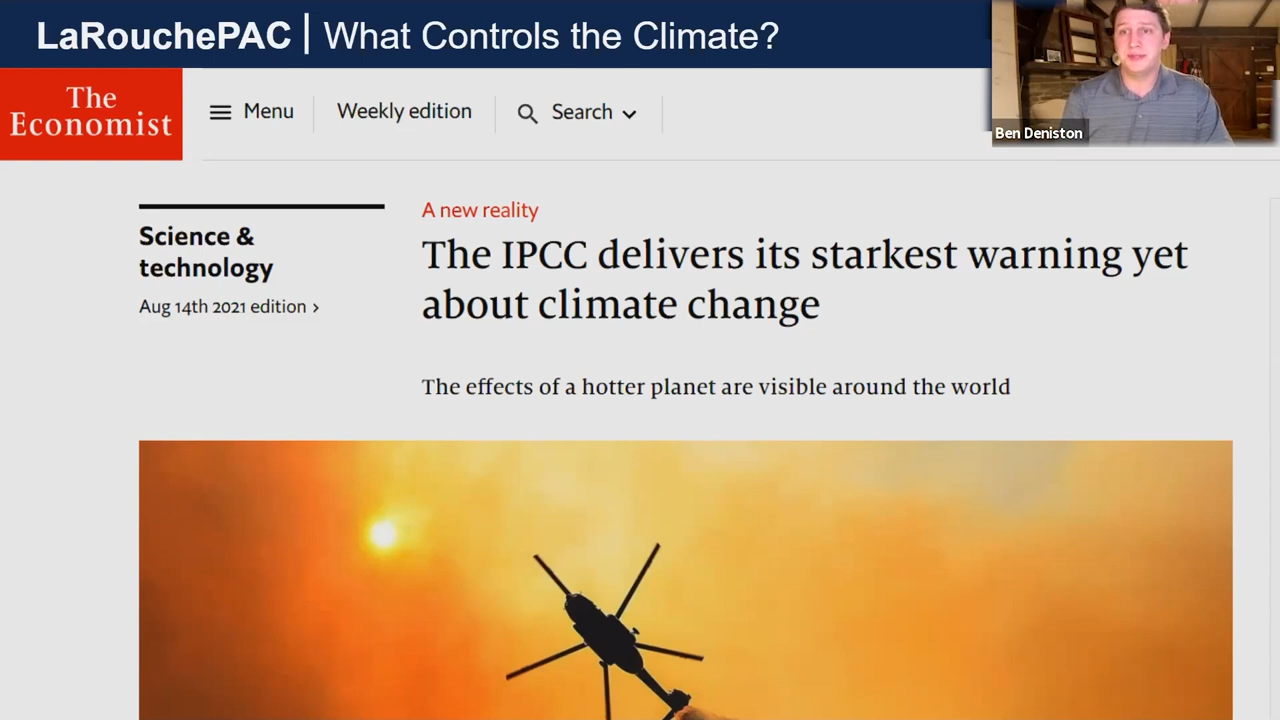 LaRouchePAC | What Controls the Climate?
Ben Deniston
The
Economist
Menu
Weekly edition
Search
Science &
technology
Aug 14th 2021 edition >
A new reality
The IPCC delivers its starkest warning yet
about climate change
The effects of a hotter planet are visible around the world